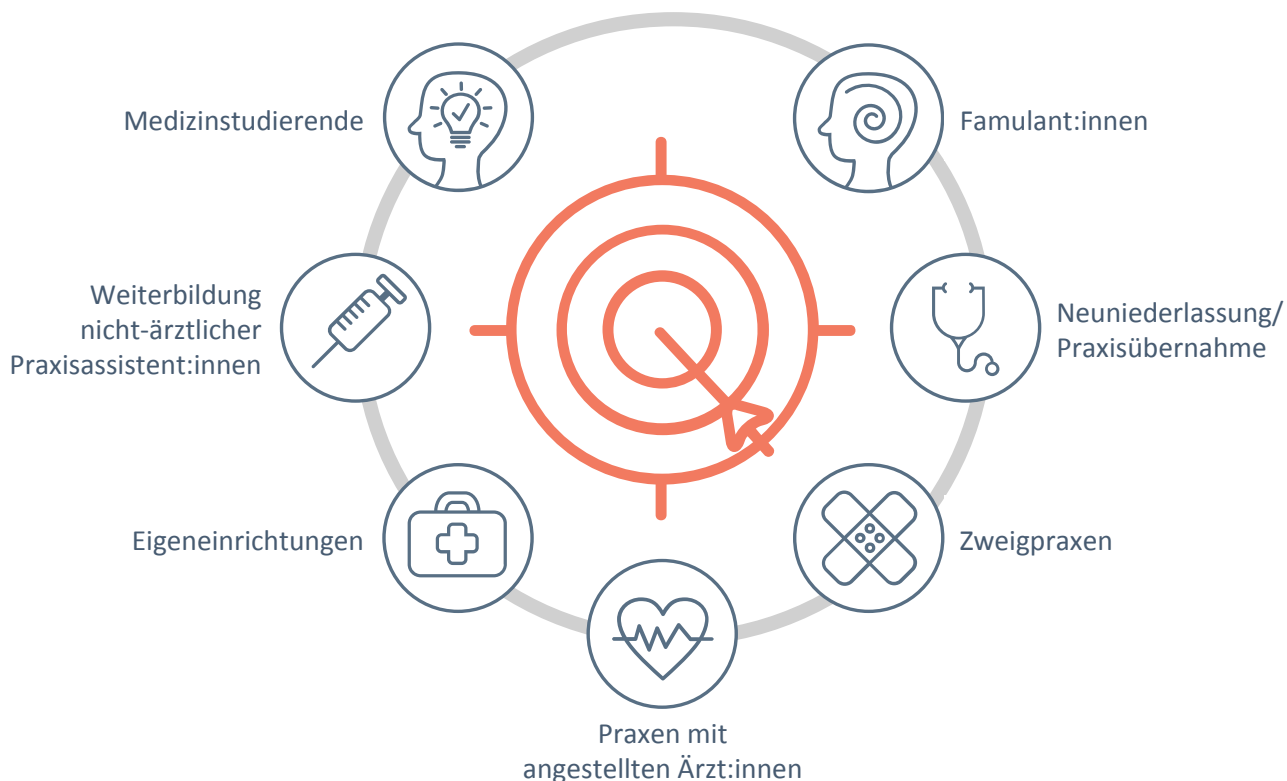 Medizinstudierende
Famulant:innen
Weiterbildung
nicht-ärztlicher
Praxisassistent:innen
Neuniederlassung/
Praxisübernahme
Eigeneinrichtungen
Zweigpraxen
Praxen mit
angestellten Ärzt:innen